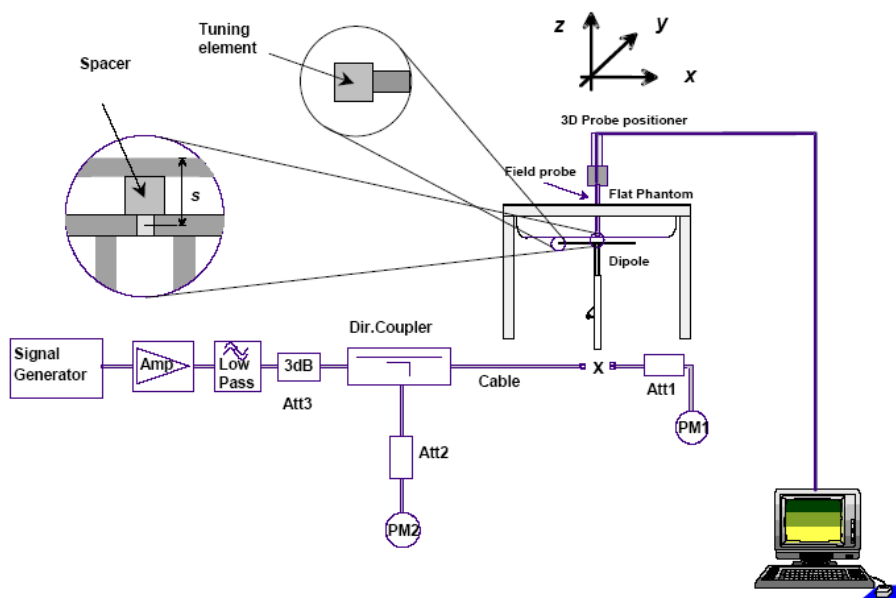 Tuning
element
Spacer
s
z
y
x
3D Probe positioner
Field probe
Flat Phantom
Dipole
Dir.Coupler
Signal
Generator
Amp
Low
Pass
3dB
Att3
Cable
X
Att1
PM1
Att2
PM2